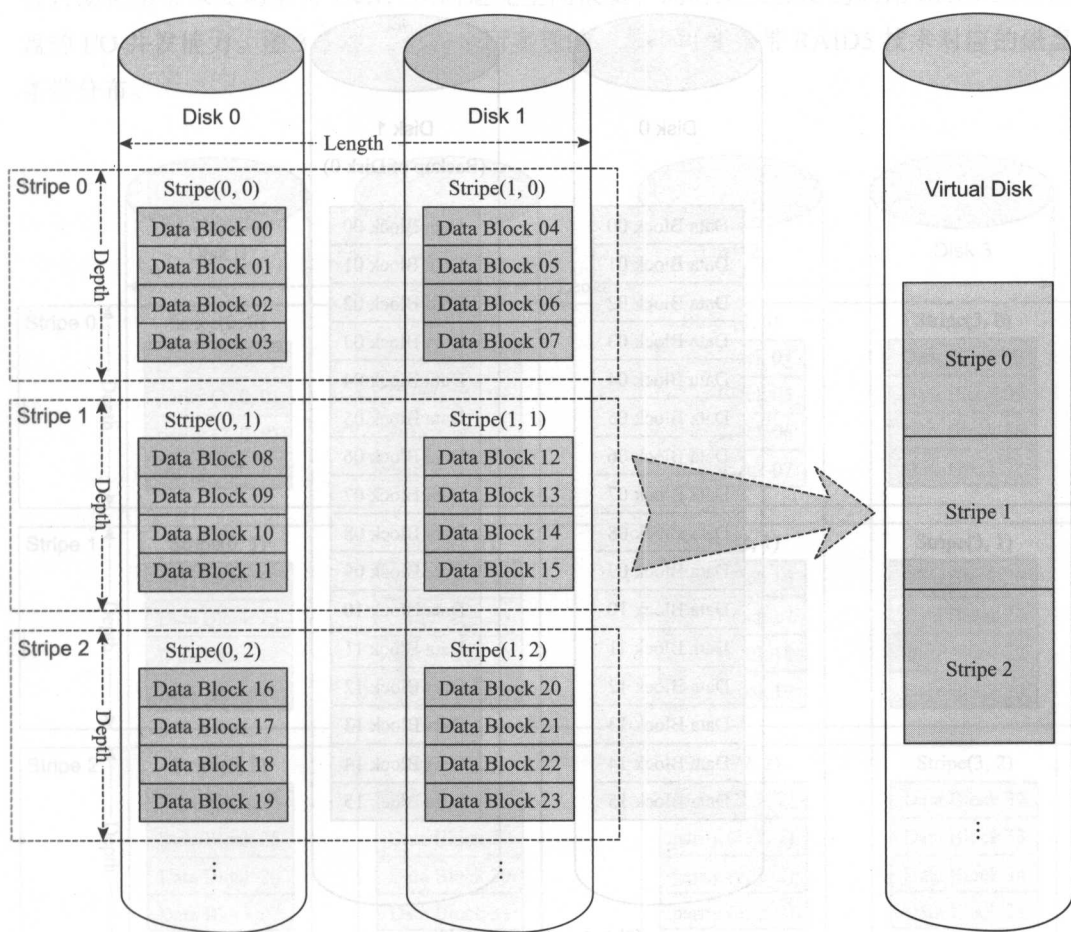 Disk 0
Disk 1
Length
Virtual Disk
Stripe 0
Depth
Stripe(0, 0)
Data Block 00
Data Block 01
Data Block 02
Data Block 03
Stripe(1, 0)
Data Block 04
Data Block 05
Data Block 06
Data Block 07
Stripe 1
Depth
Stripe(0, 1)
Data Block 08
Data Block 09
Data Block 10
Data Block 11
Stripe(1, 1)
Data Block 12
Data Block 13
Data Block 14
Data Block 15
Stripe 2
Depth
Stripe(0, 2)
Data Block 16
Data Block 17
Data Block 18
Data Block 19
Stripe(1, 2)
Data Block 20
Data Block 21
Data Block 22
Data Block 23
⋮
⋮
Stripe 0
Stripe 1
Stripe 2
⋮